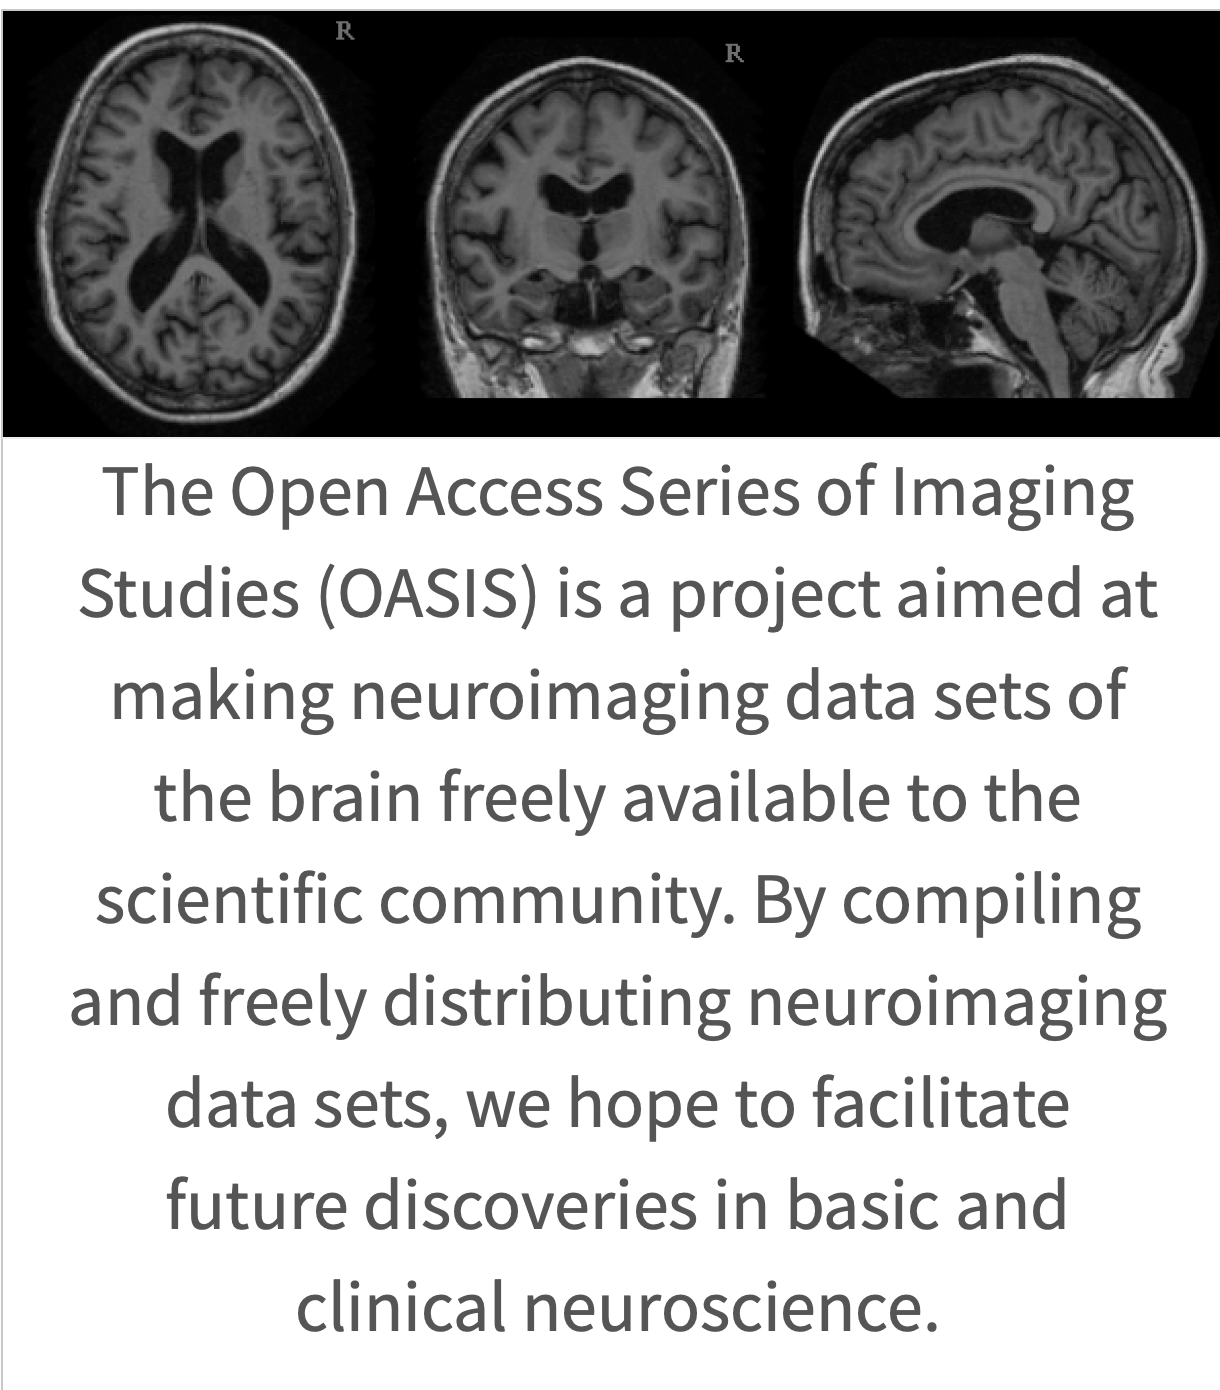 R
R
The Open Access Series of Imaging
Studies (OASIS) is a project aimed at
making neuroimaging data sets of
the brain freely available to the
scientific community. By compiling
and freely distributing neuroimaging
data sets, we hope to facilitate
future discoveries in basic and
clinical neuroscience.